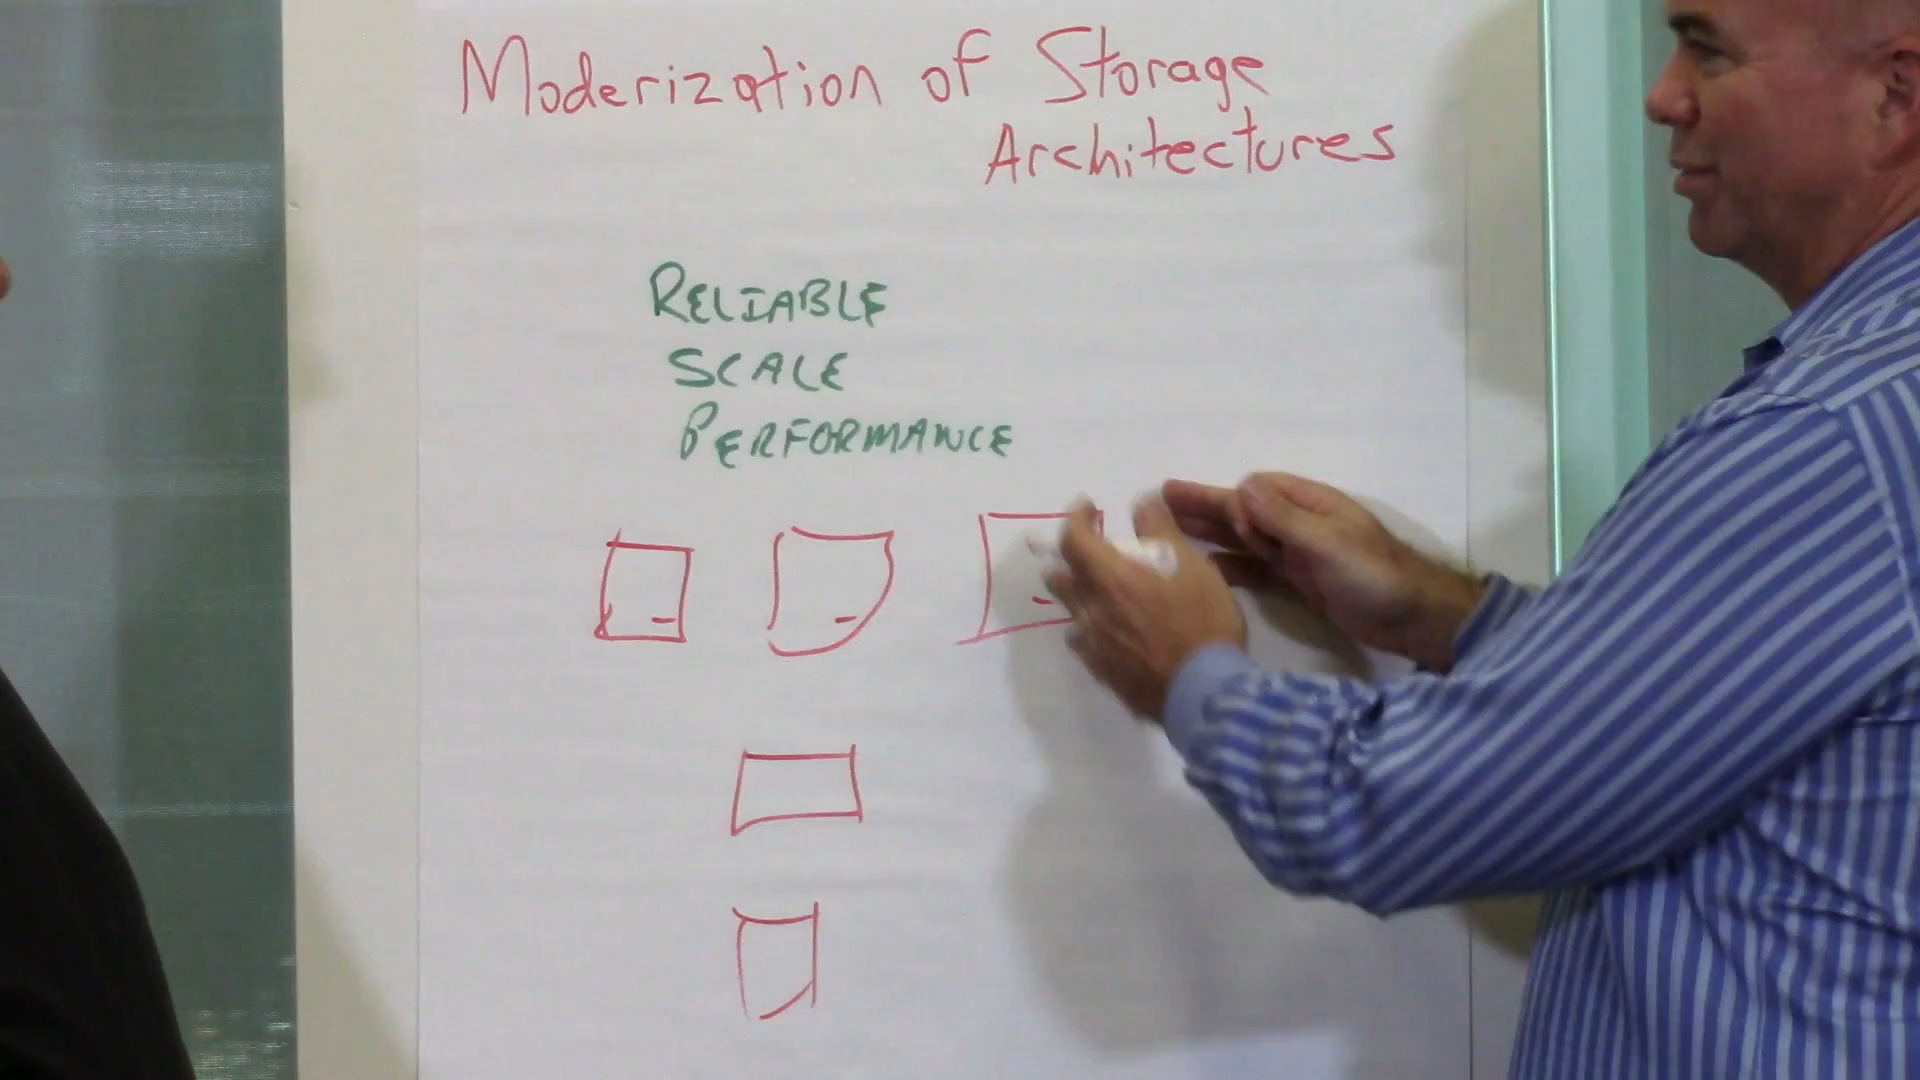 Moderization of Storage
Architectures
RELIABLE
SCALE
PERFORMANCE